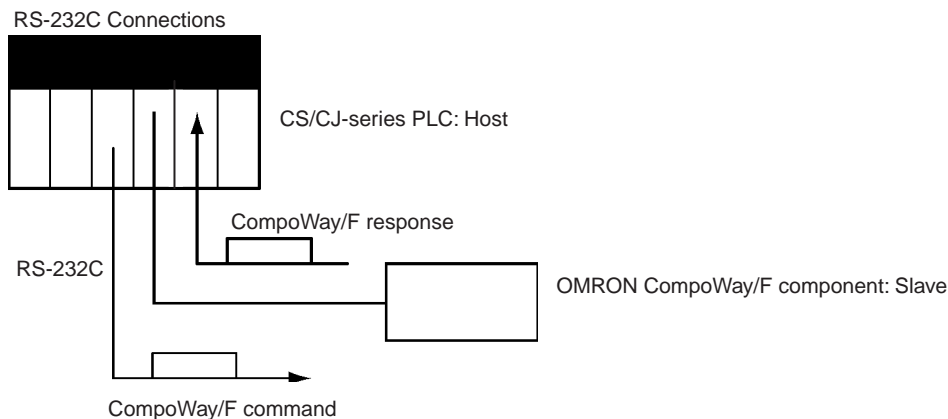 RS-232C Connections
CS/CJ-series PLC: Host
CompoWay/F response
RS-232C
OMRON CompoWay/F component: Slave
CompoWay/F command